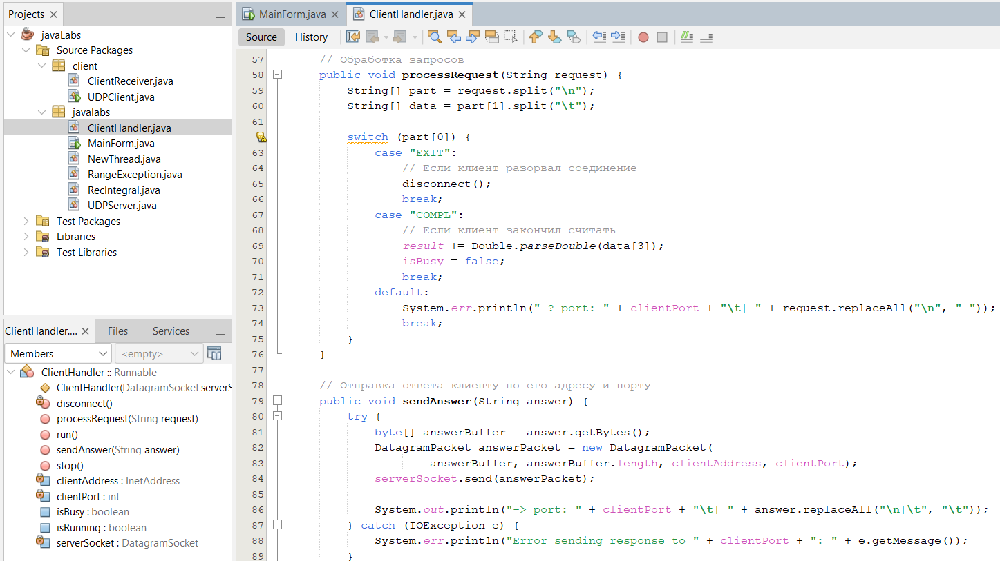 Projects
javaLabs
Source Packages
client
ClientReceiver.java
UDPClient.java
javalabs
ClientHandler.java
MainForm.java
NewThread.java
RangeException.java
RecIntegral.java
UDPServer.java
Test Packages
Libraries
Test Libraries
ClientHandler.... Files Services
Members <empty>
ClientHandler :: Runnable
ClientHandler(DatagramSocket serverS
disconnect()
processRequest(String request)
run()
sendAnswer(String answer)
stop()
clientAddress : InetAddress
clientPort : int
isBusy : boolean
isRunning : boolean
serverSocket : DatagramSocket
MainForm.java ClientHandler.java
Source History
57 // Обработка запросов
58 public void processRequest(String request) {
59 String[] part = request.split("\n");
60 String[] data = part[1].split("\t");
61
switch (part[0]) {
63 case "EXIT":
64 // Если клиент разорвал соединение
65 disconnect();
66 break;
67 case "COMPL":
68 // Если клиент закончил считать
69 result += Double.parseDouble(data[3]);
70 isBusy = false;
71 break;
72 default:
73 System.err.println(" ? port: " + clientPort + "\t| " + request.replaceAll("\n", " "));
74 break;
75 }
76 }
77
78 // Отправка ответа клиенту по его адресу и порту
79 public void sendAnswer(String answer) {
80 try {
81 byte[] answerBuffer = answer.getBytes();
82 DatagramPacket answerPacket = new DatagramPacket(
83 answerBuffer, answerBuffer.length, clientAddress, clientPort);
84 serverSocket.send(answerPacket);
85
86 System.out.println("-> port: " + clientPort + "\t| " + answer.replaceAll("\n|\t", "\t"));
87 } catch (IOException e) {
88 System.err.println("Error sending response to " + clientPort + ": " + e.getMessage());
89 }